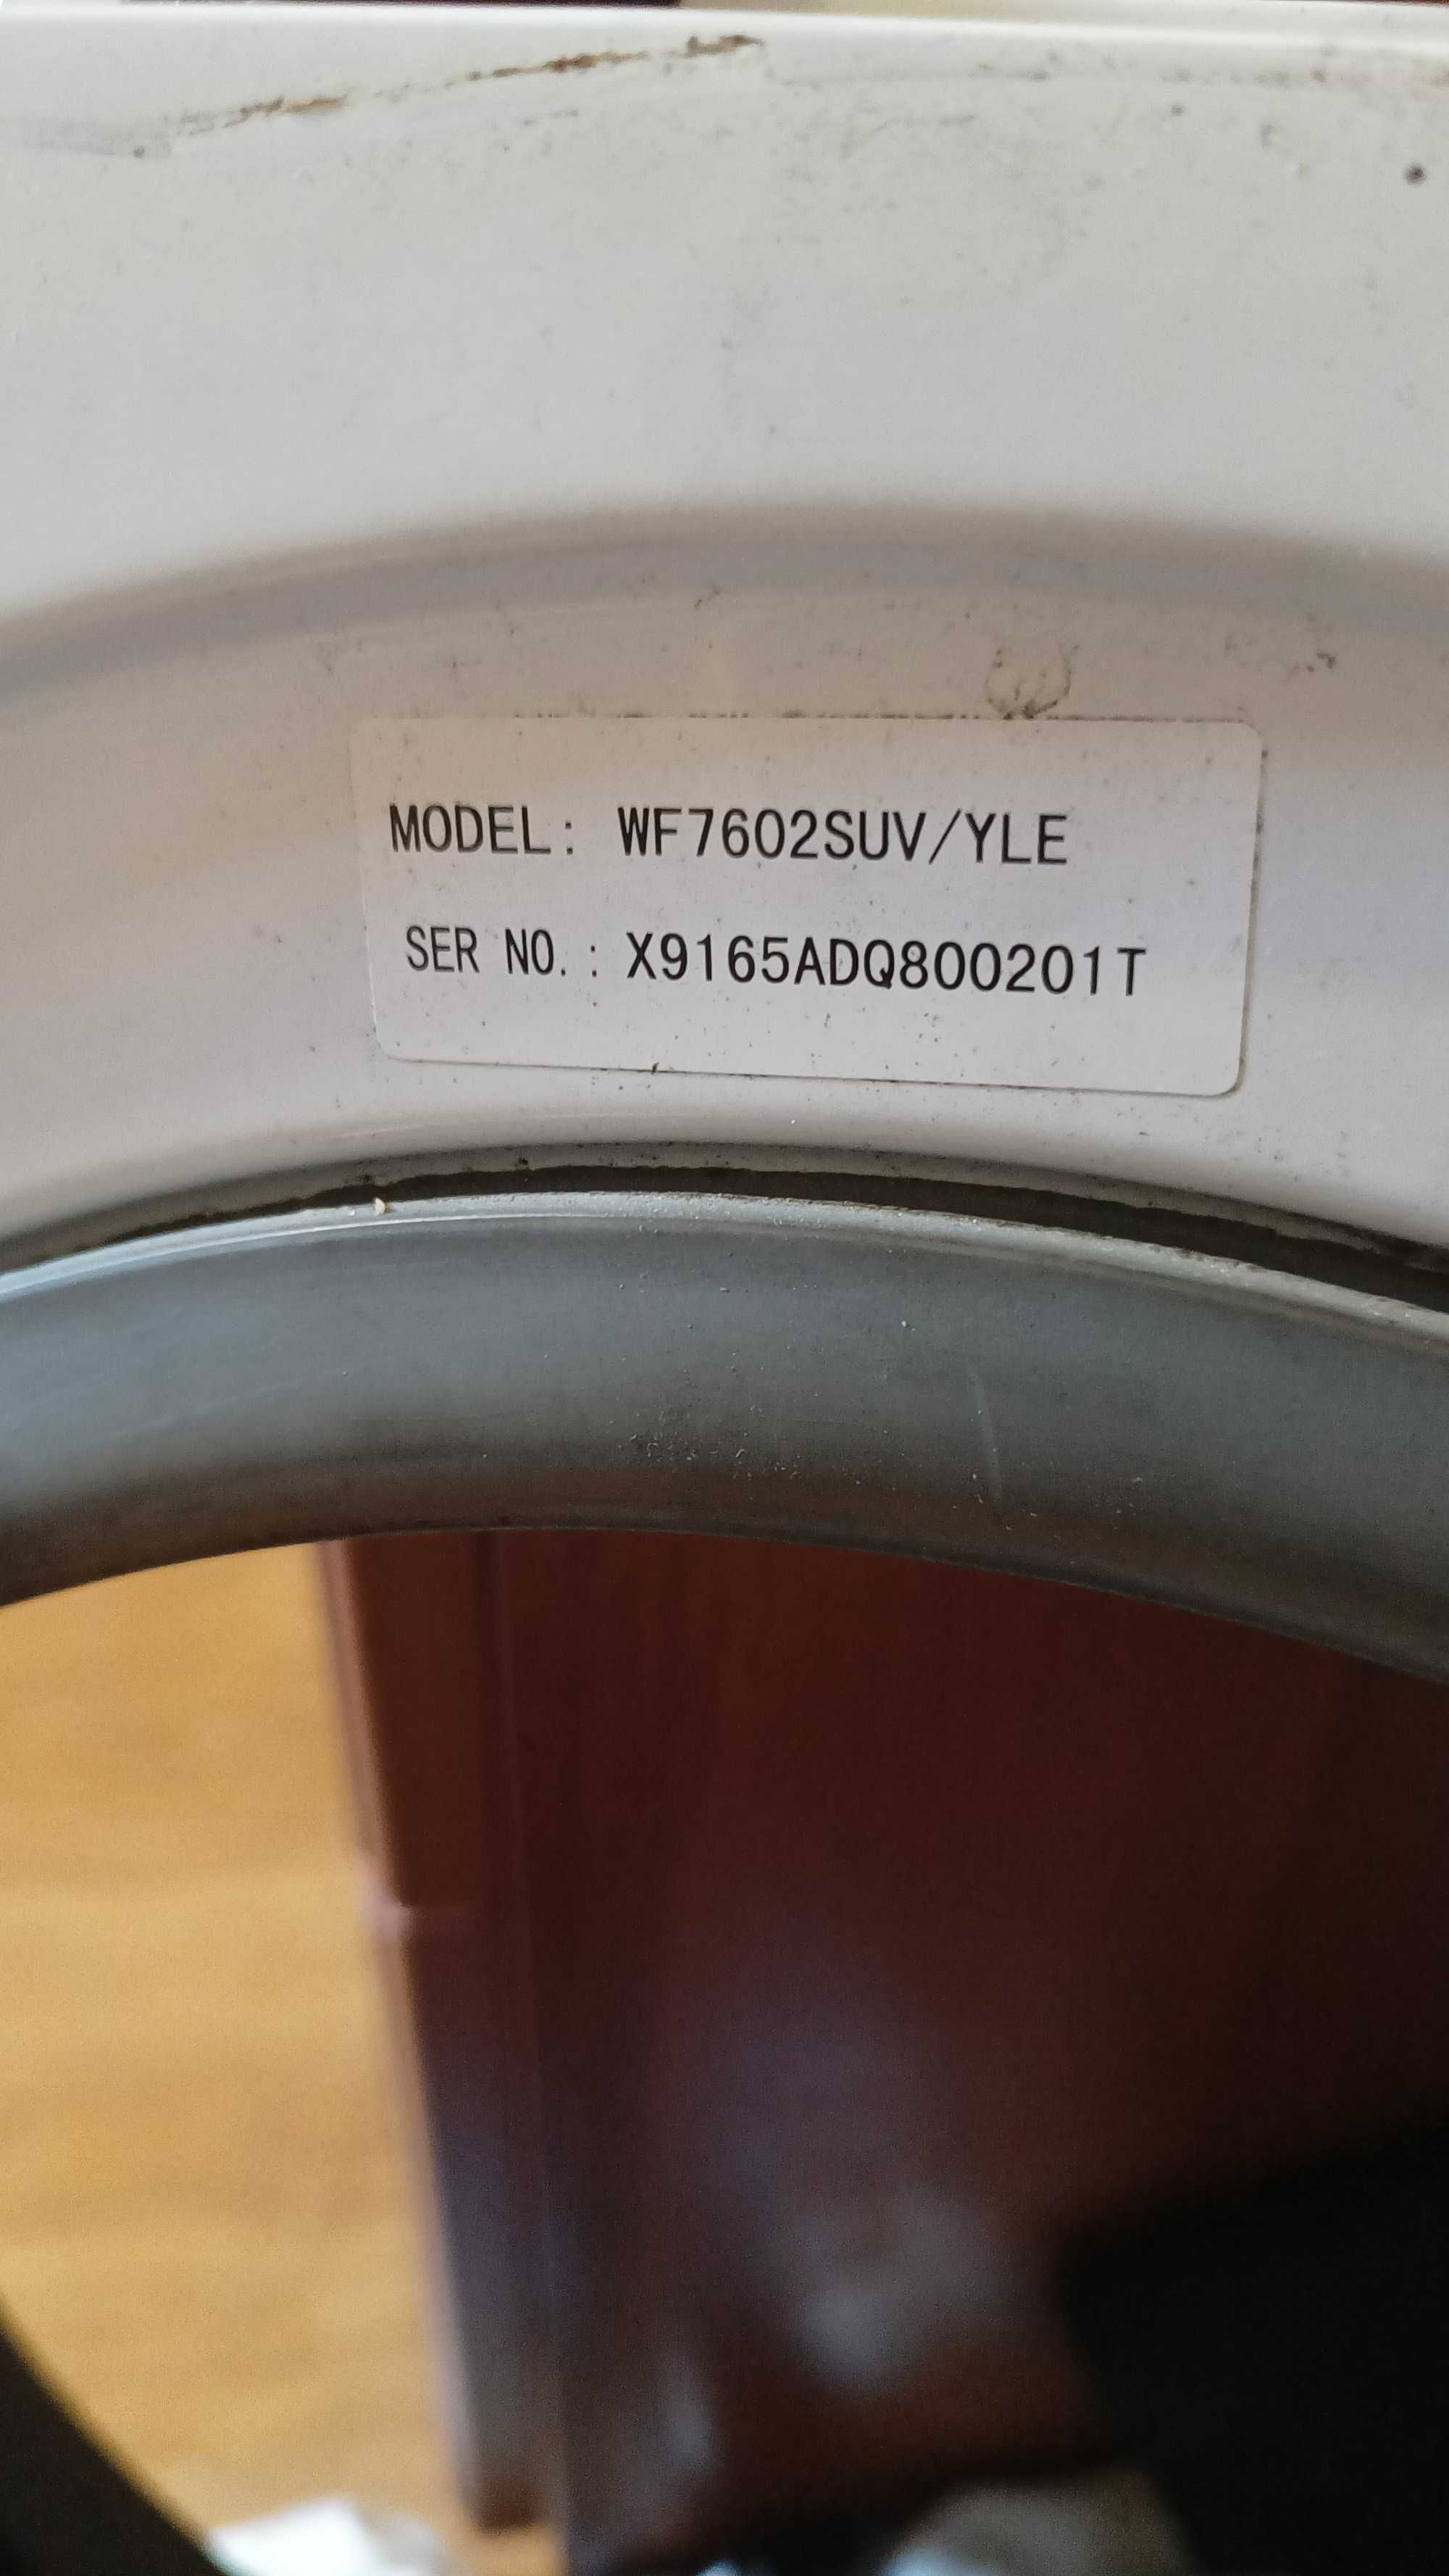 MODEL: WF7602SUV/YLE
SER NO.: X9165ADQ800201T